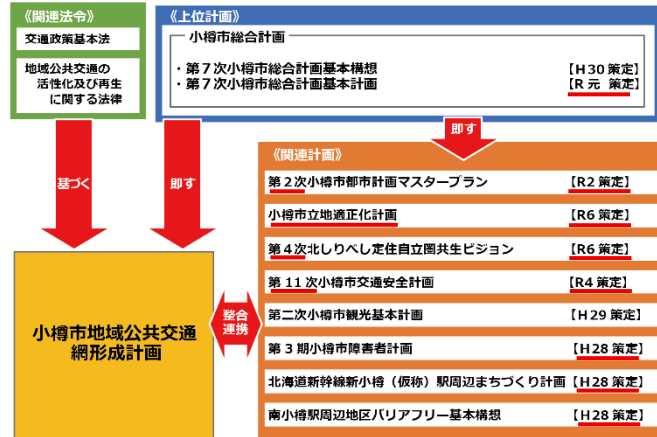 《関連法令》
交通政策基本法
地域公共交通の
活性化及び再生
に関する法律
《上位計画》
小樽市総合計画
・第７次小樽市総合計画基本構想 【H30 策定】
・第７次小樽市総合計画基本計画 【R 元 策定】
基づく
即す
即す
《関連計画》
第２次小樽市都市計画マスタープラン 【R2 策定】
小樽市立地適正化計画 【R6 策定】
第４次北しりべし定住自立圏共生ビジョン 【R6 策定】
第 11 次小樽市交通安全計画 【R4 策定】
第二次小樽市観光基本計画 【H29 策定】
第３期小樽市障害者計画 【H28 策定】
北海道新幹線新小樽（仮称）駅周辺まちづくり計画 【H28 策定】
南小樽駅周辺地区バリアフリー基本構想 【H28 策定】
整合
連携
小樽市地域公共交通
網形成計画